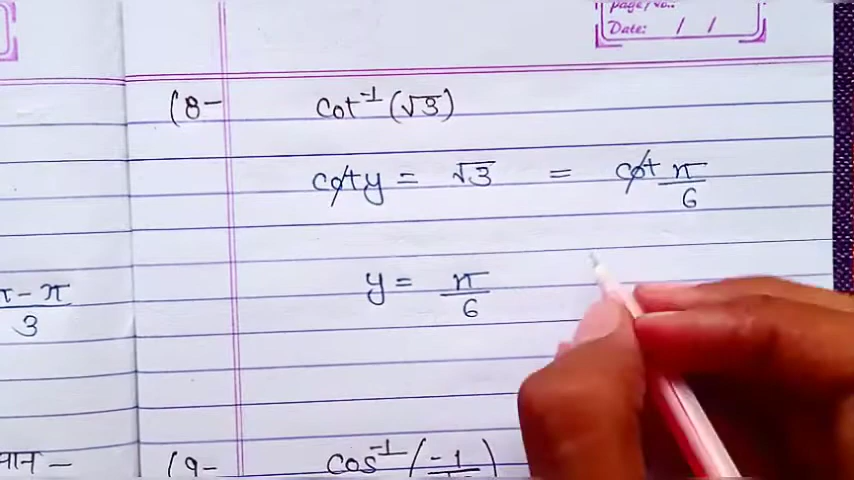 Date: / /
(8- cot⁻¹(√3)
cot y = √3 = cot π/6
y = π/6
π-π/3
मान -
(9- cos⁻¹(-1